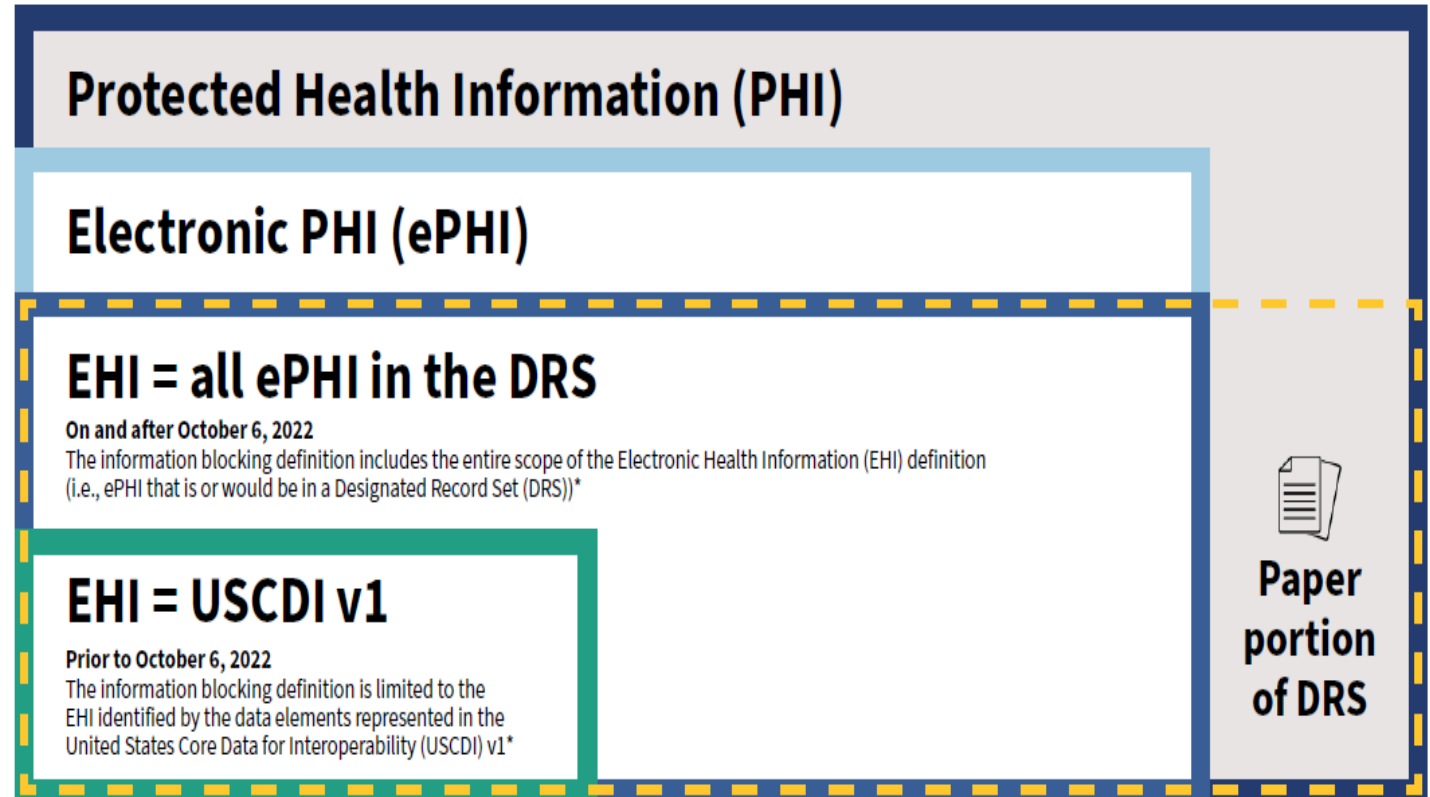 Protected Health Information (PHI)
Electronic PHI (ePHI)
EHI = all ePHI in the DRS
On and after October 6, 2022
The information blocking definition includes the entire scope of the Electronic Health Information (EHI) definition
(i.e., ePHI that is or would be in a Designated Record Set (DRS))*
EHI = USCDI v1
Prior to October 6, 2022
The information blocking definition is limited to the
EHI identified by the data elements represented in the
United States Core Data for Interoperability (USCDI) v1*
Paper
portion
of DRS